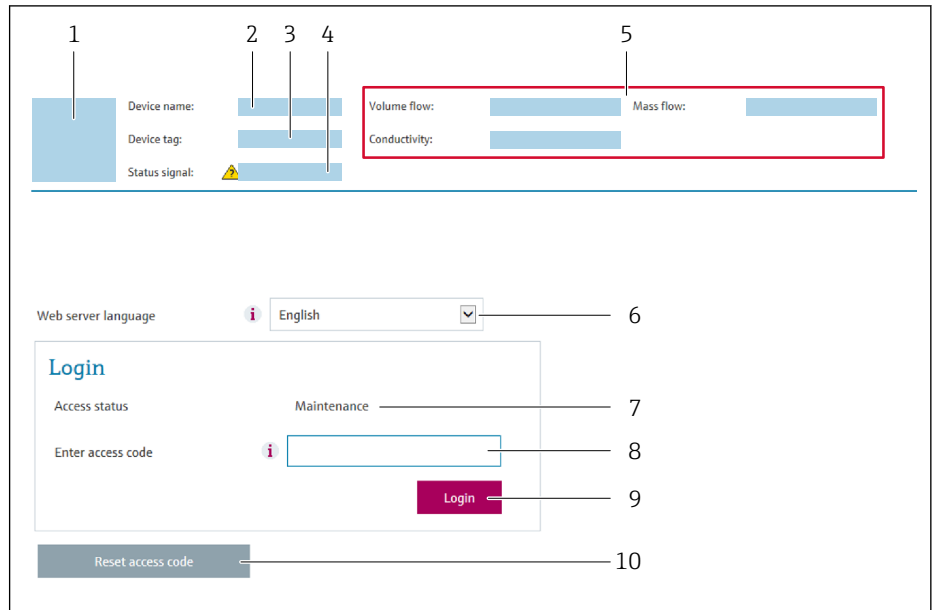 1 2 3 4 5
Device name: Volume flow: Mass flow:
Device tag: Conductivity:
Status signal: ?
Web server language i English 6
Login
Access status Maintenance 7
Enter access code i 8
Login 9
Reset access code 10